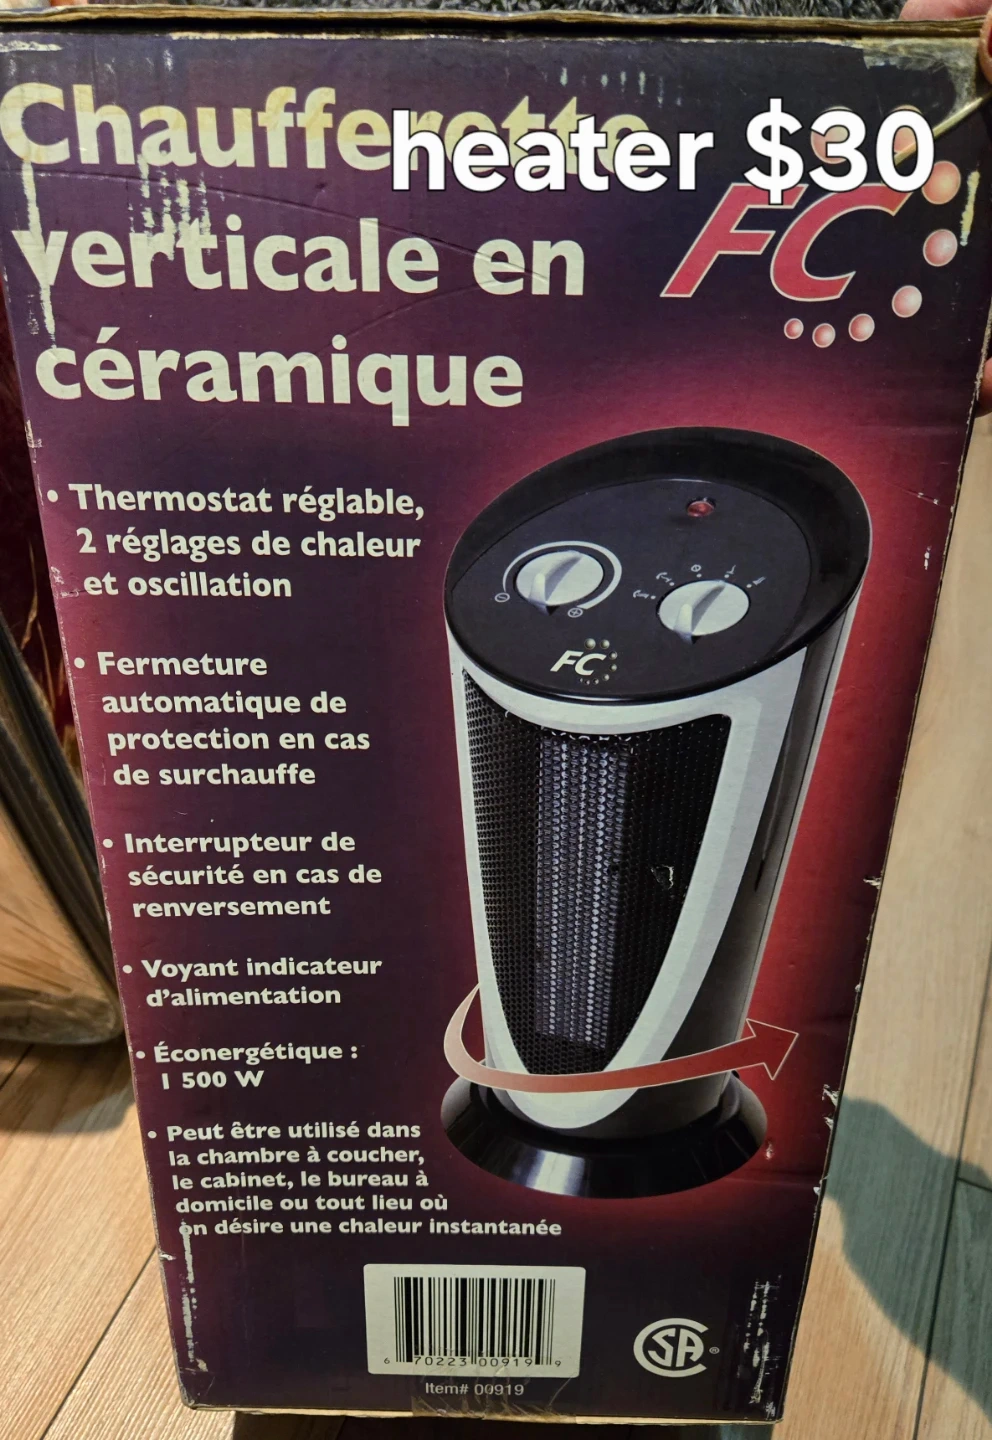 Chaufferette
heater $30
verticale en
céramique
FC
• Thermostat réglable,
2 réglages de chaleur
et oscillation
• Fermeture
automatique de
protection en cas
de surchauffe
• Interrupteur de
sécurité en cas de
renversement
• Voyant indicateur
d'alimentation
• Éconergétique :
1 500 W
• Peut être utilisé dans
la chambre à coucher,
le cabinet, le bureau à
domicile ou tout lieu où
on désire une chaleur instantanée
FC
6 70223 00919 9
Item# 00919
SA®